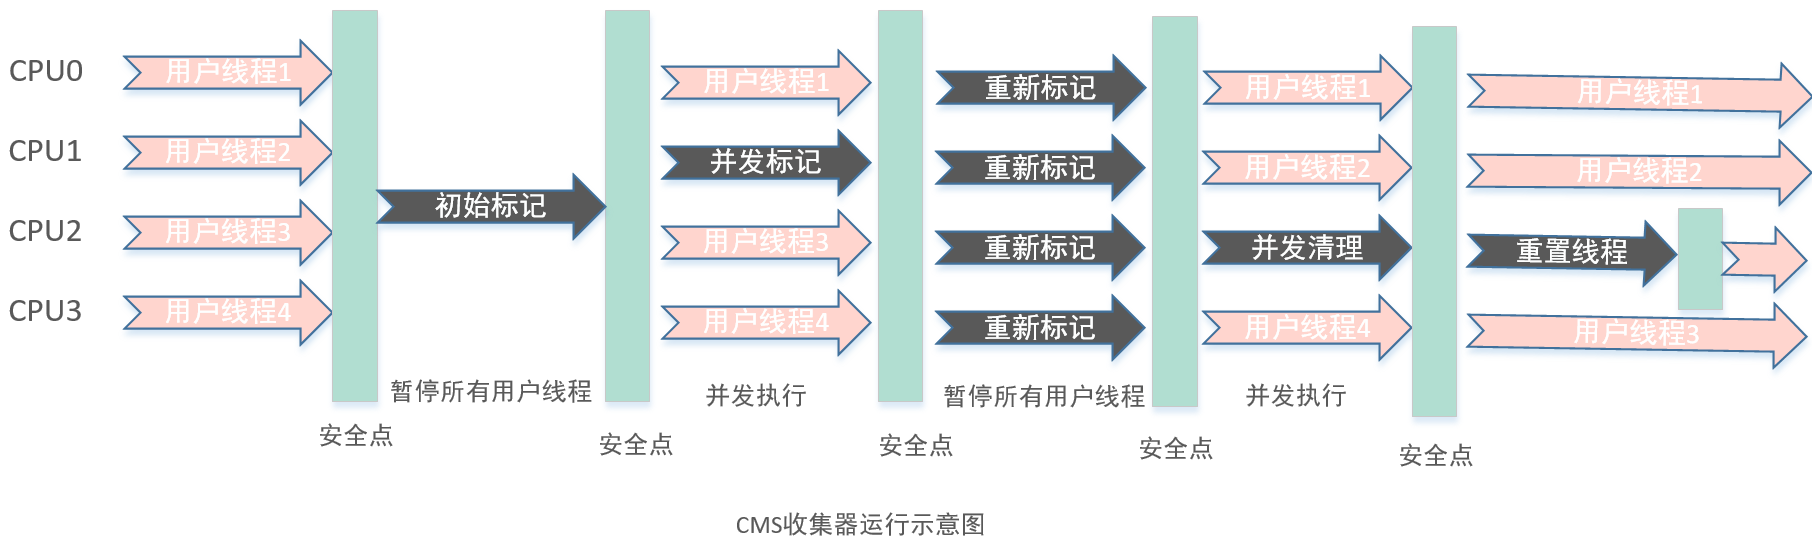 CPU0
用户线程1
用户线程1
重新标记
用户线程1
用户线程1
CPU1
用户线程2
并发标记
重新标记
用户线程2
用户线程2
初始标记
CPU2
用户线程3
用户线程3
重新标记
并发清理
重置线程
CPU3
用户线程4
用户线程4
重新标记
用户线程4
用户线程3
暂停所有用户线程
并发执行
暂停所有用户线程
并发执行
安全点
安全点
安全点
安全点
安全点
CMS收集器运行示意图